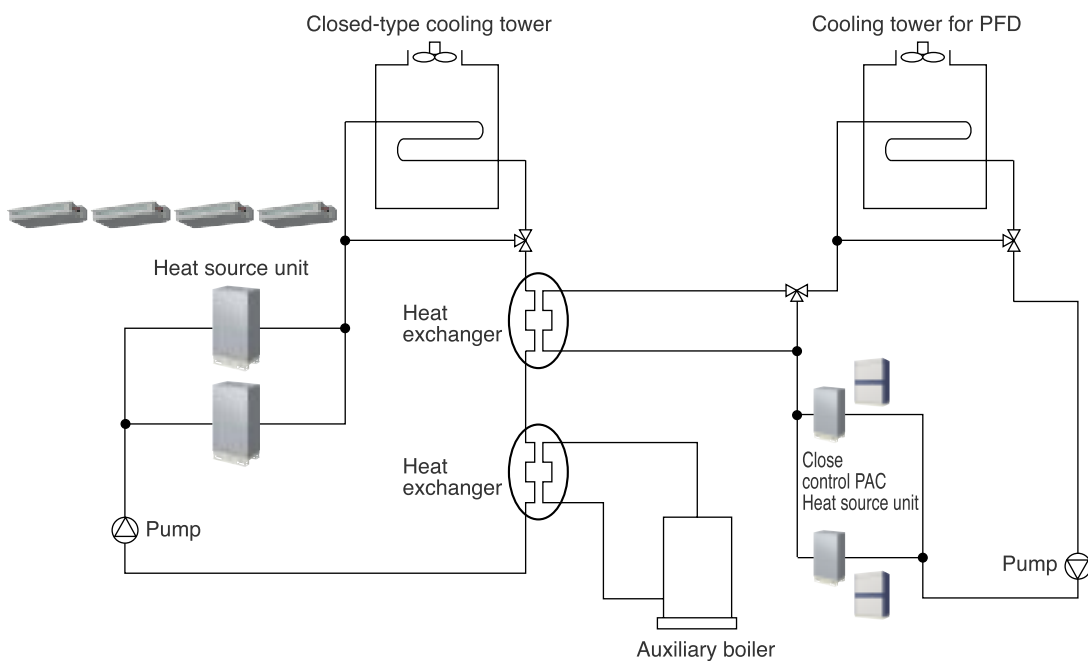 Closed-type cooling tower
Cooling tower for PFD
Heat source unit
Heat
exchanger
Heat
exchanger
Close
control PAC
Heat source unit
Pump
Pump
Auxiliary boiler